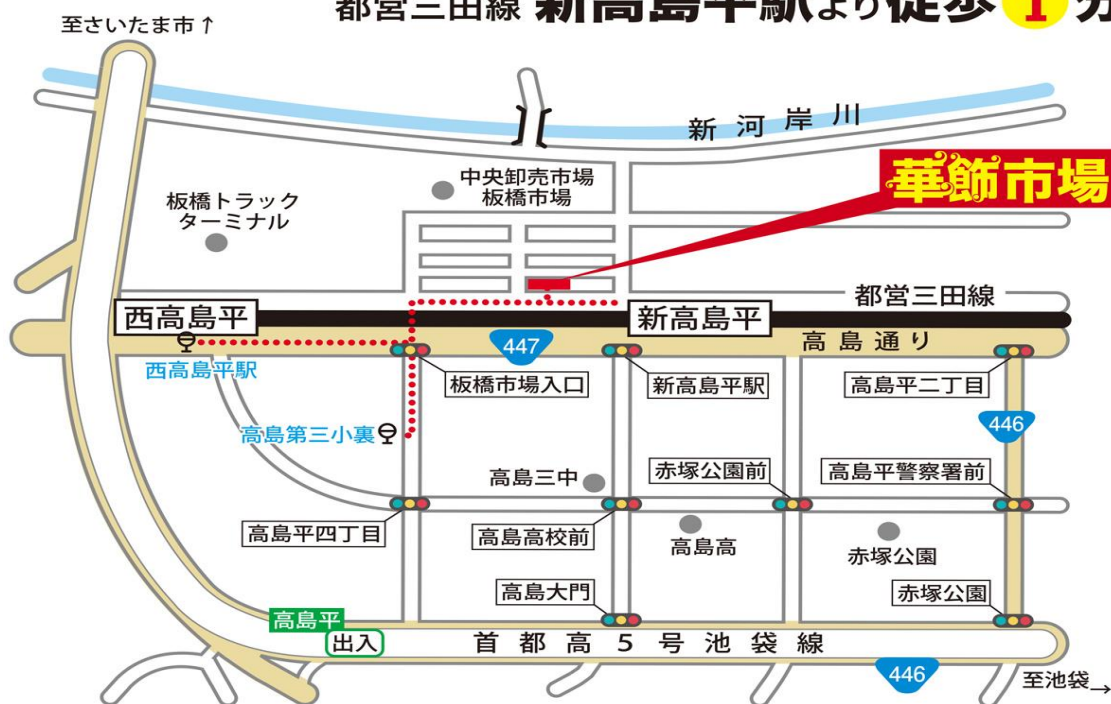 都営三田線 新高島平駅より徒歩1分
至さいたま市↑
新河岸川
華飾市場
中央卸売市場
板橋市場
板橋トラック
ターミナル
都営三田線
西高島平
新高島平
高島通り
447
西高島平駅
板橋市場入口
新高島平駅
高島平二丁目
446
高島第三小裏
高島三中
赤塚公園前
高島平警察署前
高島平四丁目
高島高校前
高島高
赤塚公園
高島大門
赤塚公園
高島平
出入
首都高5号池袋線
446
至池袋→